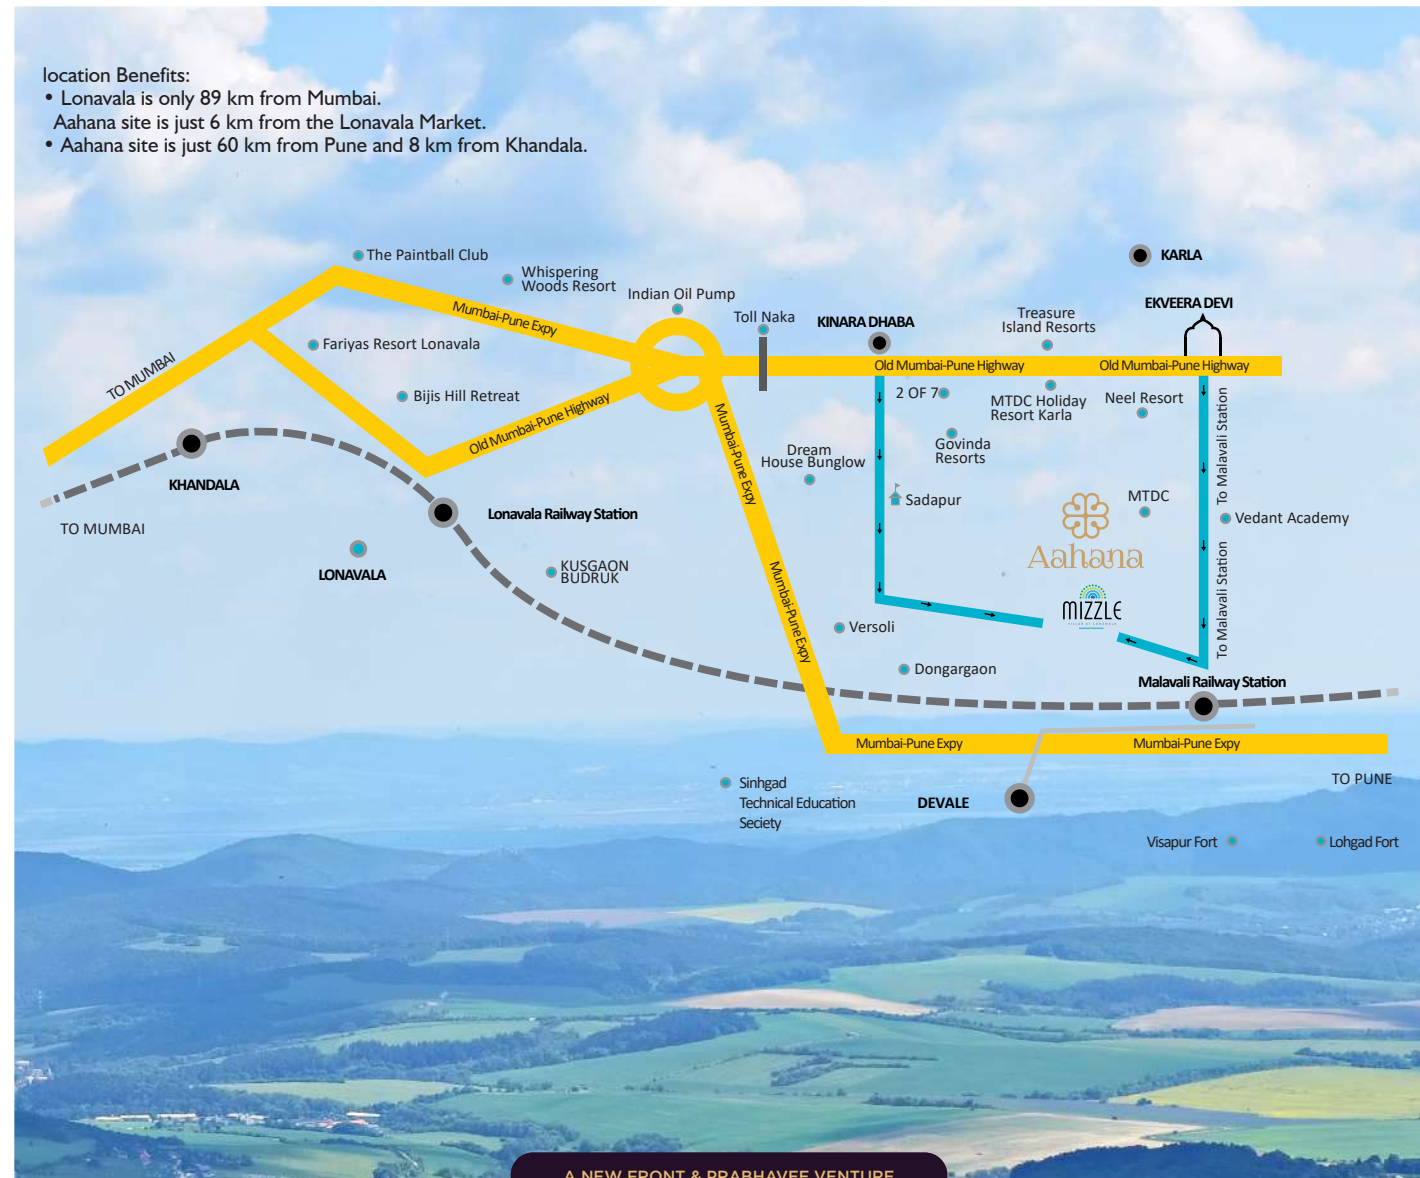 location Benefits:
• Lonavala is only 89 km from Mumbai.
Aahana site is just 6 km from the Lonavala Market.
• Aahana site is just 60 km from Pune and 8 km from Khandala.
KARLA
The Paintball Club
Whispering
Woods Resort
Indian Oil Pump
EKVEERA DEVI
Mumbai-Pune Expy
Toll Naka
KINARA DHABA
Treasure
Island Resorts
Fariyas Resort Lonavala
TO MUMBAI
Old Mumbai-Pune Highway
Old Mumbai-Pune Highway
Bijis Hill Retreat
Old Mumbai-Pune Highway
2 OF 7
MTDC Holiday
Resort Karla
Neel Resort
To Malavali Station
Mumbai-Pune Expy
Govinda
Resorts
Dream
House Bunglow
KHANDALA
Sadapur
MTDC
Vedant Academy
TO MUMBAI
Lonavala Railway Station
Aahana
LONAVALA
KUSGAON
BUDRUK
Mumbai-Pune Expy
To Malavali Station
MIZZLE
Versoli
Dongargaon
Malavali Railway Station
Mumbai-Pune Expy
Mumbai-Pune Expy
TO PUNE
Sinhgad
Technical Education
Seciety
DEVALE
Visapur Fort
Lohgad Fort
A NEW FRONT & PRABHAVEE VENTURE